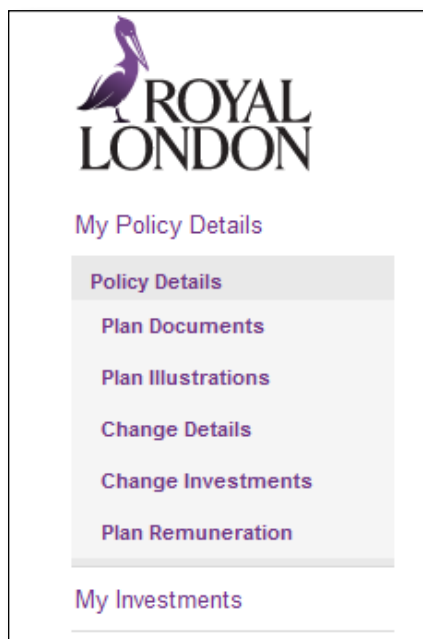 ROYAL
LONDON
My Policy Details
Policy Details
Plan Documents
Plan Illustrations
Change Details
Change Investments
Plan Remuneration
My Investments